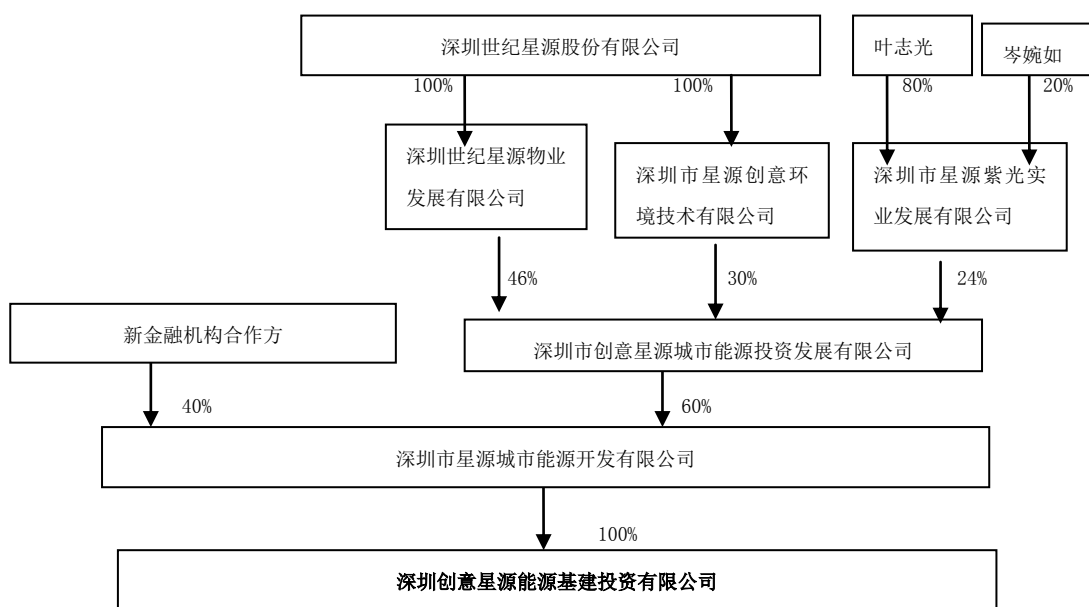 深圳世纪星源股份有限公司
叶志光
岑婉如
100%
100%
80%
20%
深圳世纪星源物业
发展有限公司
深圳市星源创意环
境技术有限公司
深圳市星源紫光实
业发展有限公司
46%
30%
24%
新金融机构合作方
深圳市创意星源城市能源投资发展有限公司
40%
60%
深圳市星源城市能源开发有限公司
100%
深圳创意星源能源基建投资有限公司